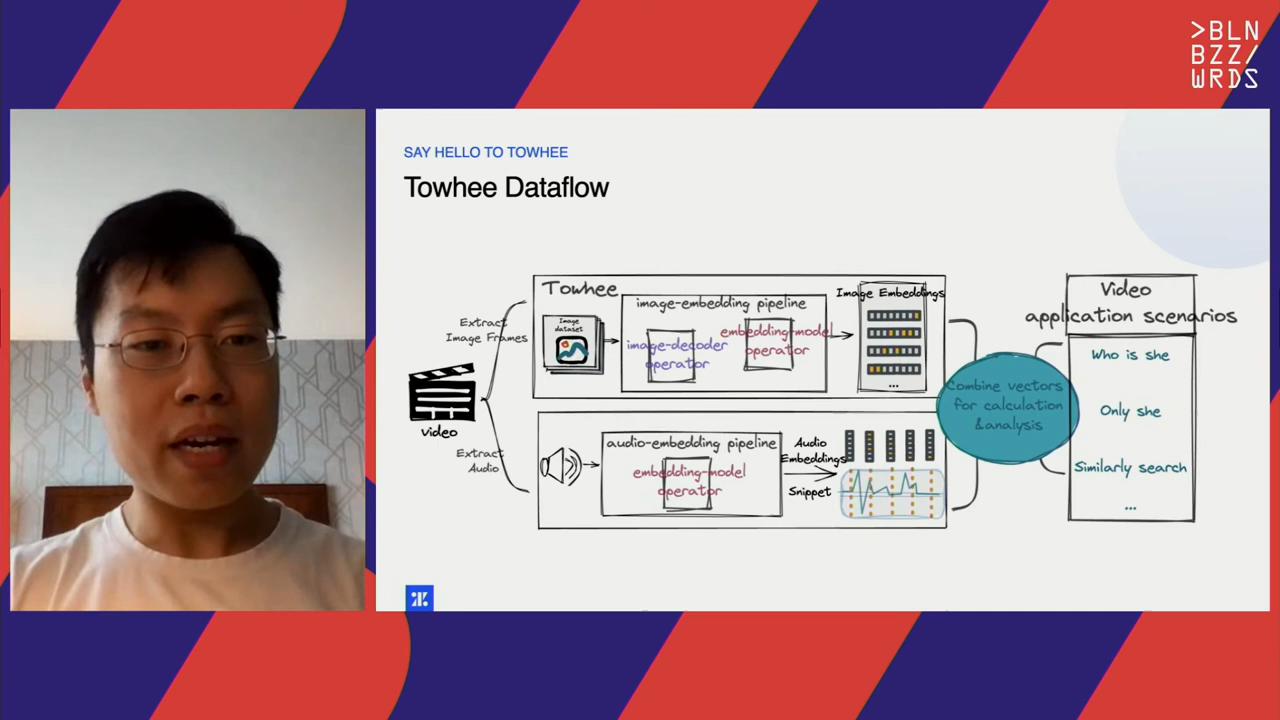 >BLN
BZZ/
WRDS
SAY HELLO TO TOWHEE
Towhee Dataflow
Towhee
image-embedding pipeline
Image Embeddings
Extract
Image Frames
Image
dataset
image-decoder
operator
embedding-model
operator
...
video
Extract
Audio
audio-embedding pipeline
embedding-model
operator
Audio
Embeddings
Snippet
Combine vectors
for calculation
&analysis
Video
application scenarios
Who is she
Only she
Similarly search
...